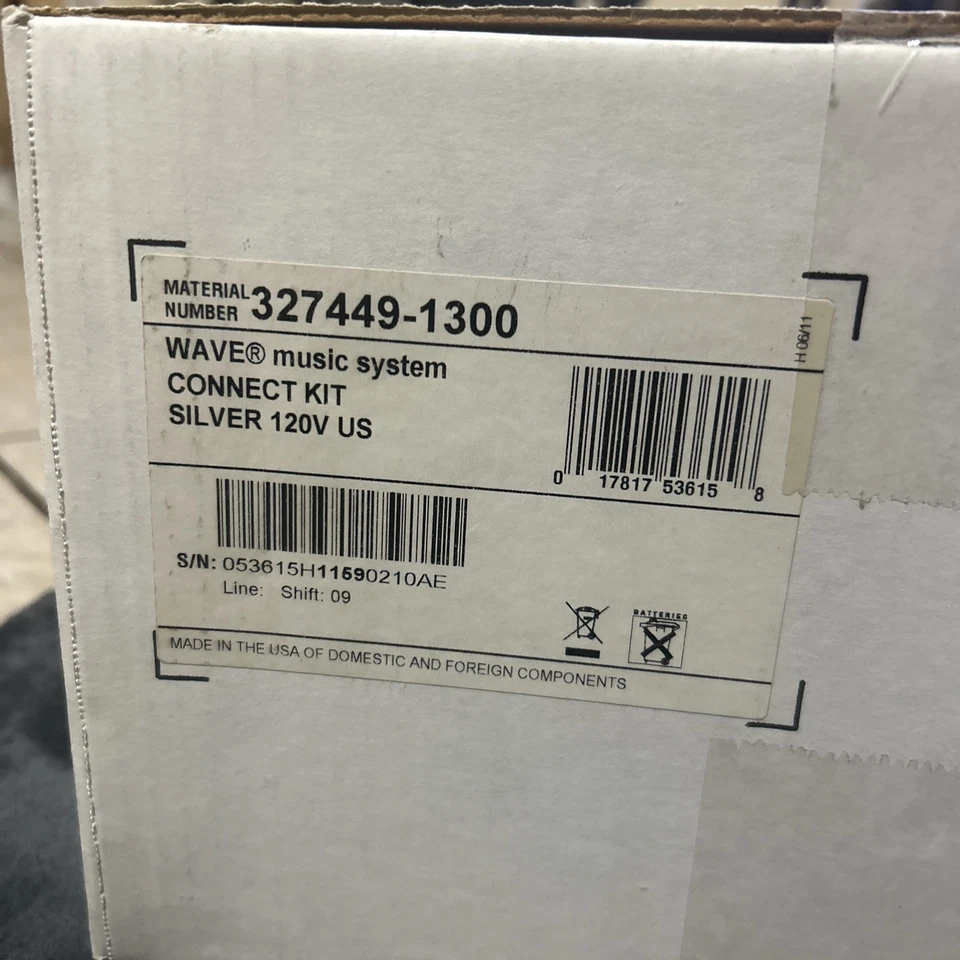 MATERIAL
NUMBER 327449-1300
H 06/11
WAVE® music system
CONNECT KIT
SILVER 120V US
0 17817 53615 8
S/N: 053615H11590210AE
Line: Shift: 09
BATTERIES
MADE IN THE USA OF DOMESTIC AND FOREIGN COMPONENTS